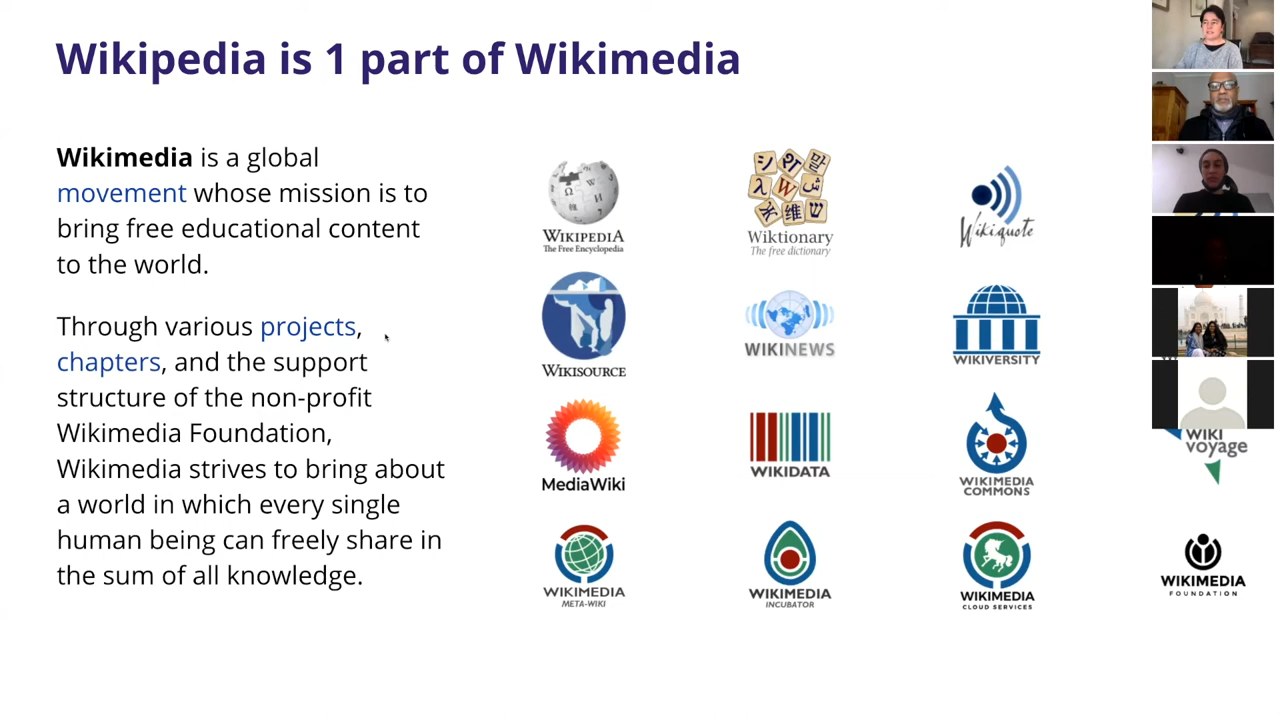 Wikipedia is 1 part of Wikimedia
Wikimedia is a global
movement whose mission is to
bring free educational content
to the world.
Through various projects,
chapters, and the support
structure of the non-profit
Wikimedia Foundation,
Wikimedia strives to bring about
a world in which every single
human being can freely share in
the sum of all knowledge.
Ω
W
И
維
WIKIPEDIA
The Free Encyclopedia
シ
말
λ
W
ش
维
ש
Wiktionary
The free dictionary
Wikiquote
WIKISOURCE
WIKINEWS
WIKIVERSITY
MediaWiki
WIKIDATA
WIKIMEDIA
COMMONS
WIKI
voyage
WIKIMEDIA
META-WIKI
WIKIMEDIA
INCUBATOR
WIKIMEDIA
CLOUD SERVICES
WIKIMEDIA
FOUNDATION